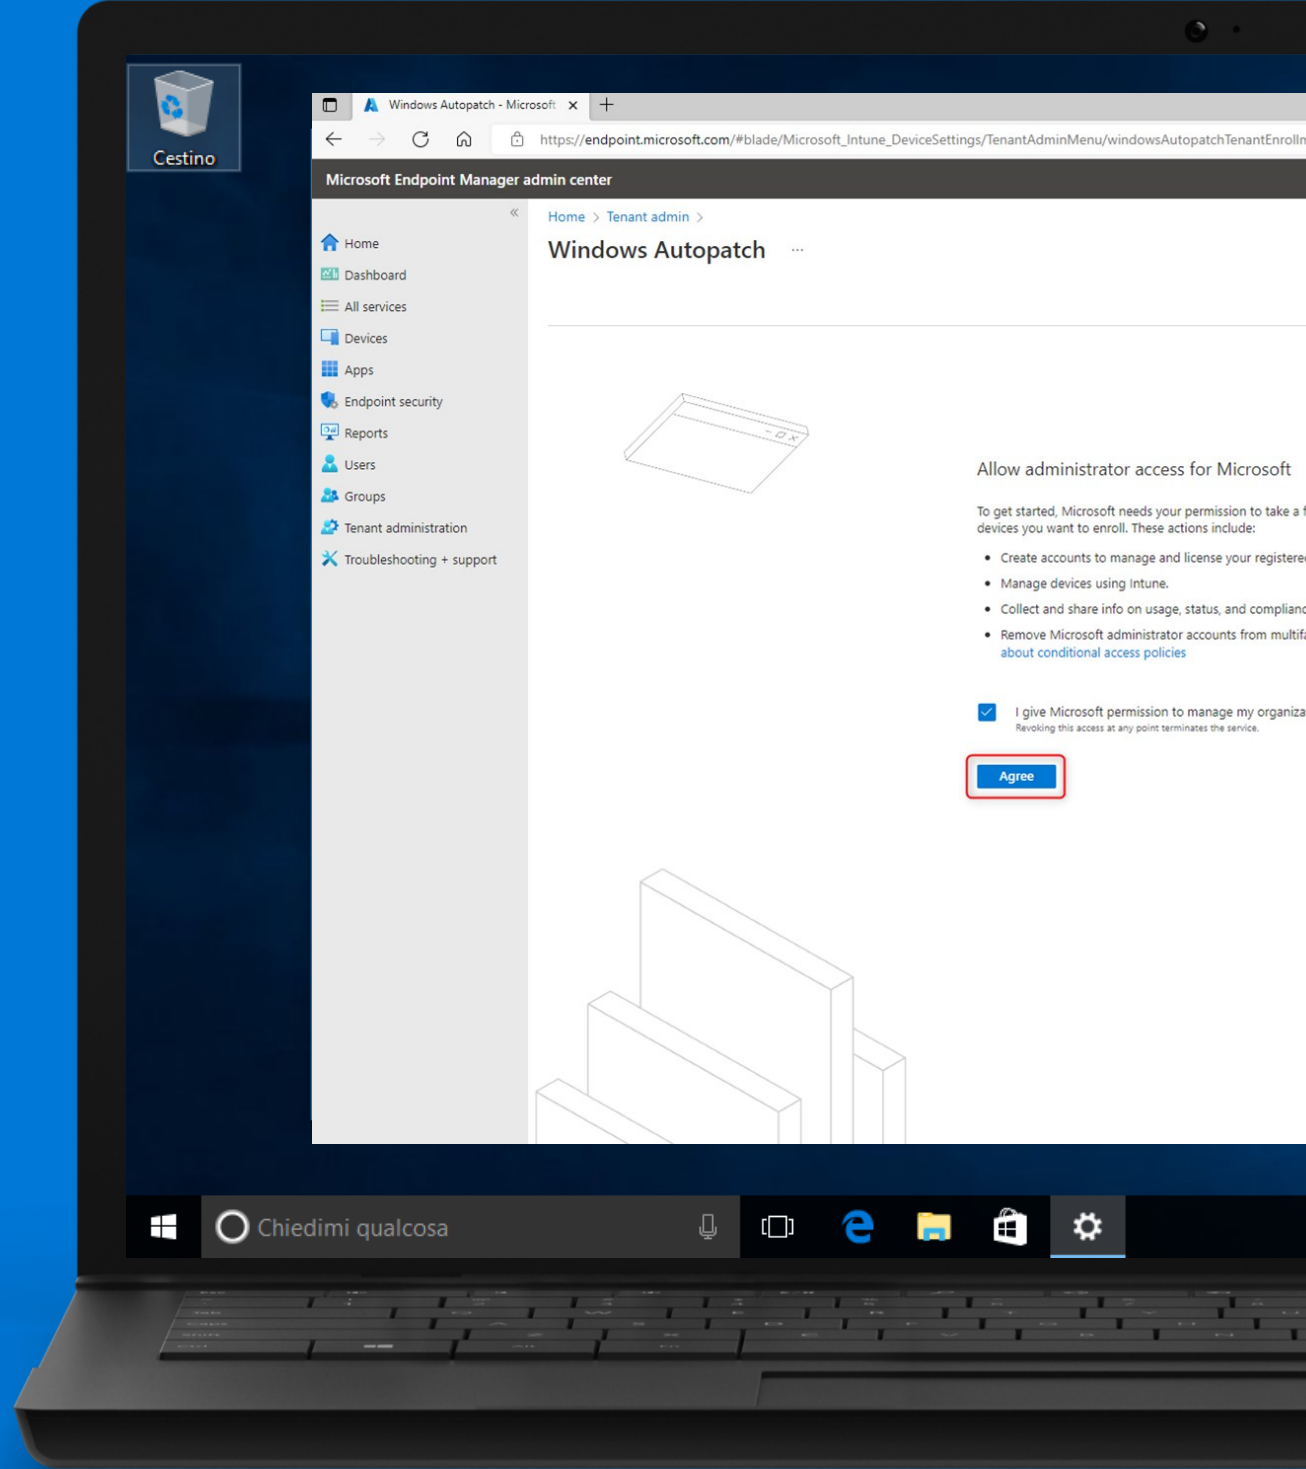 Cestino
Windows Autopatch - Microsoft
https://endpoint.microsoft.com/#blade/Microsoft_Intune_DeviceSettings/TenantAdminMenu/windowsAutopatchTenantEnrollm
Microsoft Endpoint Manager admin center
Home > Tenant admin >
Windows Autopatch ...
Home
Dashboard
All services
Devices
Apps
Endpoint security
Reports
Users
Groups
Tenant administration
Troubleshooting + support
Allow administrator access for Microsoft
To get started, Microsoft needs your permission to take a f
devices you want to enroll. These actions include:
• Create accounts to manage and license your registered
• Manage devices using Intune.
• Collect and share info on usage, status, and complianc
• Remove Microsoft administrator accounts from multifa
about conditional access policies
I give Microsoft permission to manage my organiza
Revoking this access at any point terminates the service.
Agree
Chiedimi qualcosa